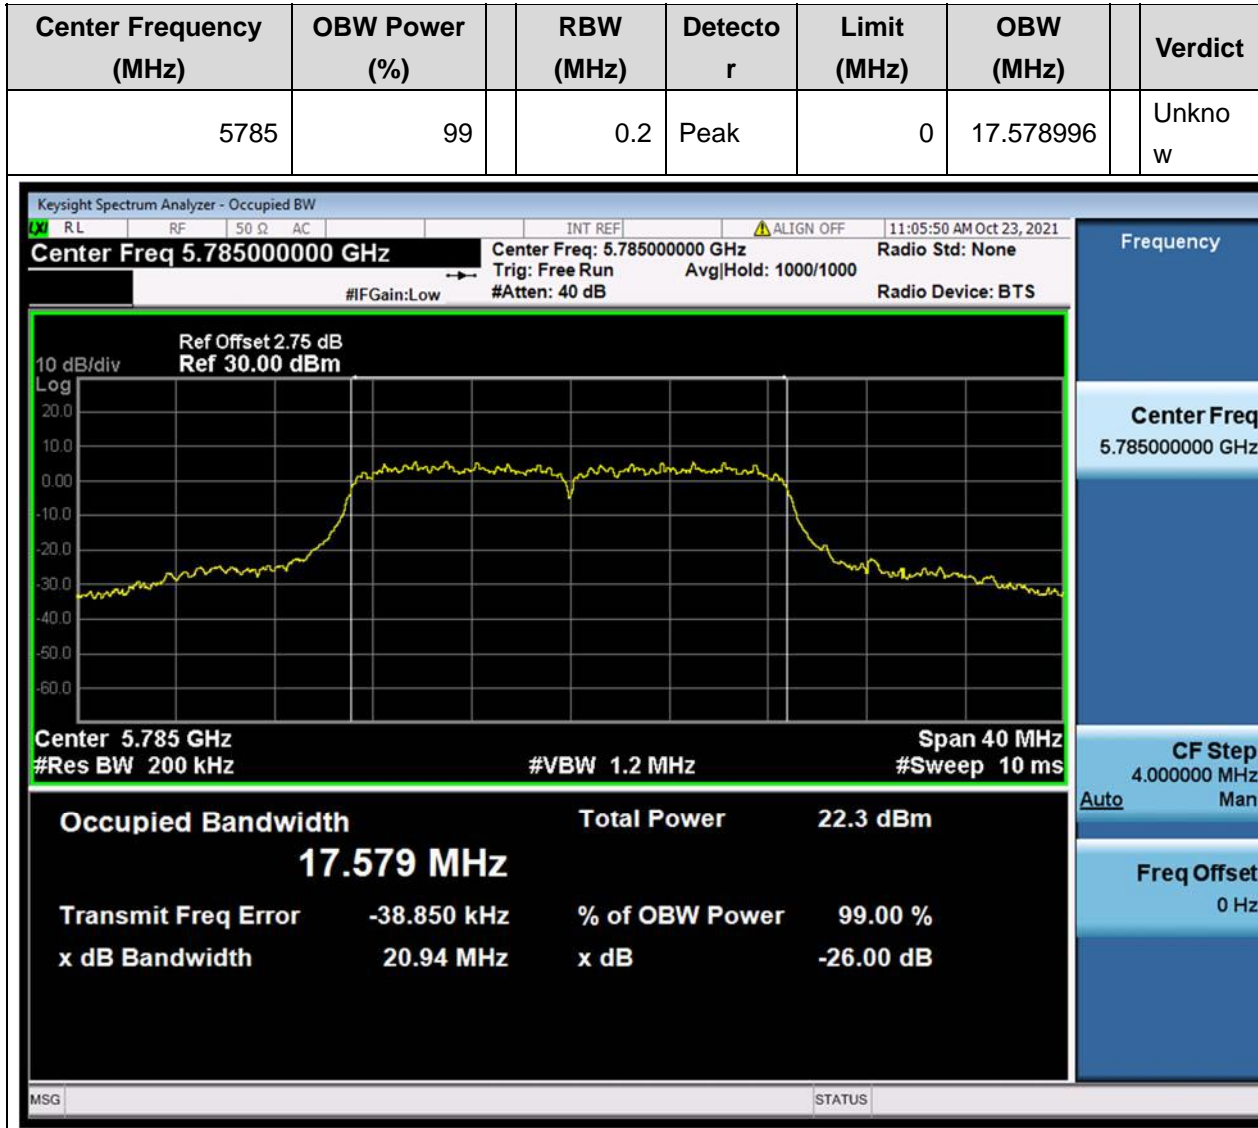 Center Frequency OBW Power RBW Detecto Limit OBW Verdict
(MHz) (%) (MHz) r (MHz) (MHz)
5785 99 0.2 Peak 0 17.578996 Unkno
w
Keysight Spectrum Analyzer - Occupied BW
LXI RL RF 50 Ω AC INT REF ALIGN OFF 11:05:50 AM Oct 23, 2021
Center Freq 5.785000000 GHz Center Freq: 5.785000000 GHz Radio Std: None Frequency
Trig: Free Run Avg|Hold: 1000/1000
#IFGain:Low #Atten: 40 dB Radio Device: BTS
Ref Offset 2.75 dB
10 dB/div Ref 30.00 dBm
Log
20.0
10.0
0.00
-10.0
-20.0
-30.0
-40.0
-50.0
-60.0
Center Freq
5.785000000 GHz
Center 5.785 GHz Span 40 MHz
#Res BW 200 kHz #VBW 1.2 MHz #Sweep 10 ms
CF Step
4.000000 MHz
Auto Man
Occupied Bandwidth Total Power 22.3 dBm
17.579 MHz
Freq Offset
0 Hz
Transmit Freq Error -38.850 kHz % of OBW Power 99.00 %
x dB Bandwidth 20.94 MHz x dB -26.00 dB
MSG STATUS